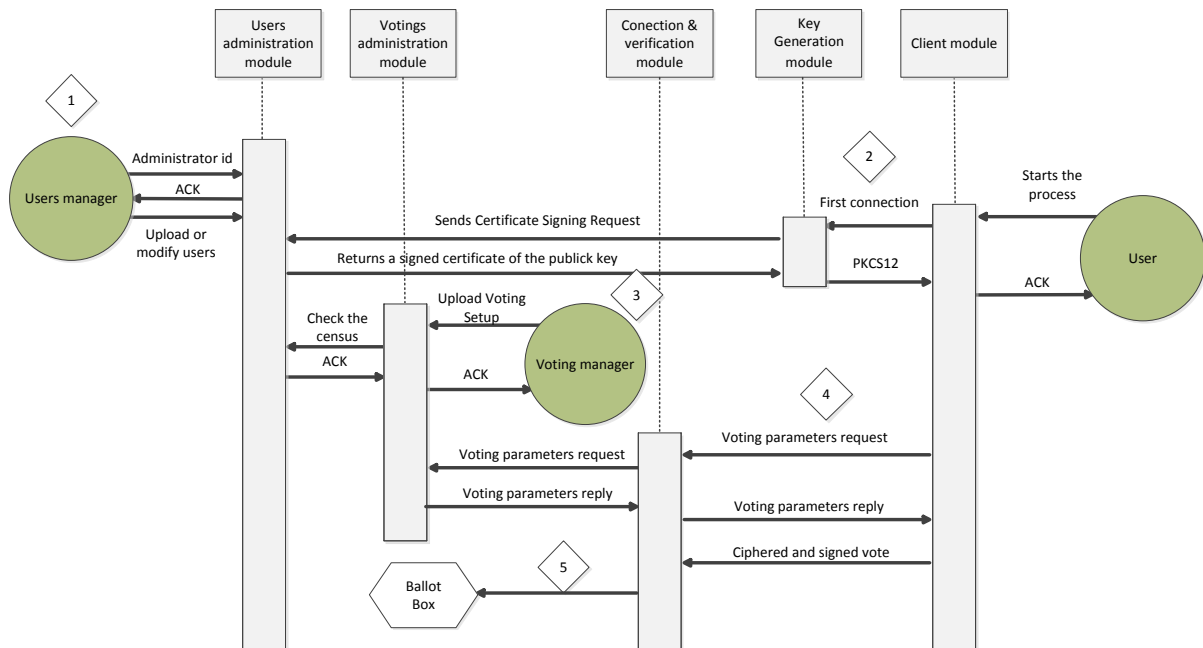 Users
administration
module
Votings
administration
module
Conection &
verification
module
Key
Generation
module
Client module
1
Users manager
Administrator id
ACK
Upload or
modify users
2
First connection
Starts the
process
User
Sends Certificate Signing Request
Returns a signed certificate of the publick key
PKCS12
ACK
3
Upload Voting
Setup
Voting manager
Check the
census
ACK
ACK
4
Voting parameters request
Voting parameters request
Voting parameters reply
Voting parameters reply
Ciphered and signed vote
5
Ballot
Box